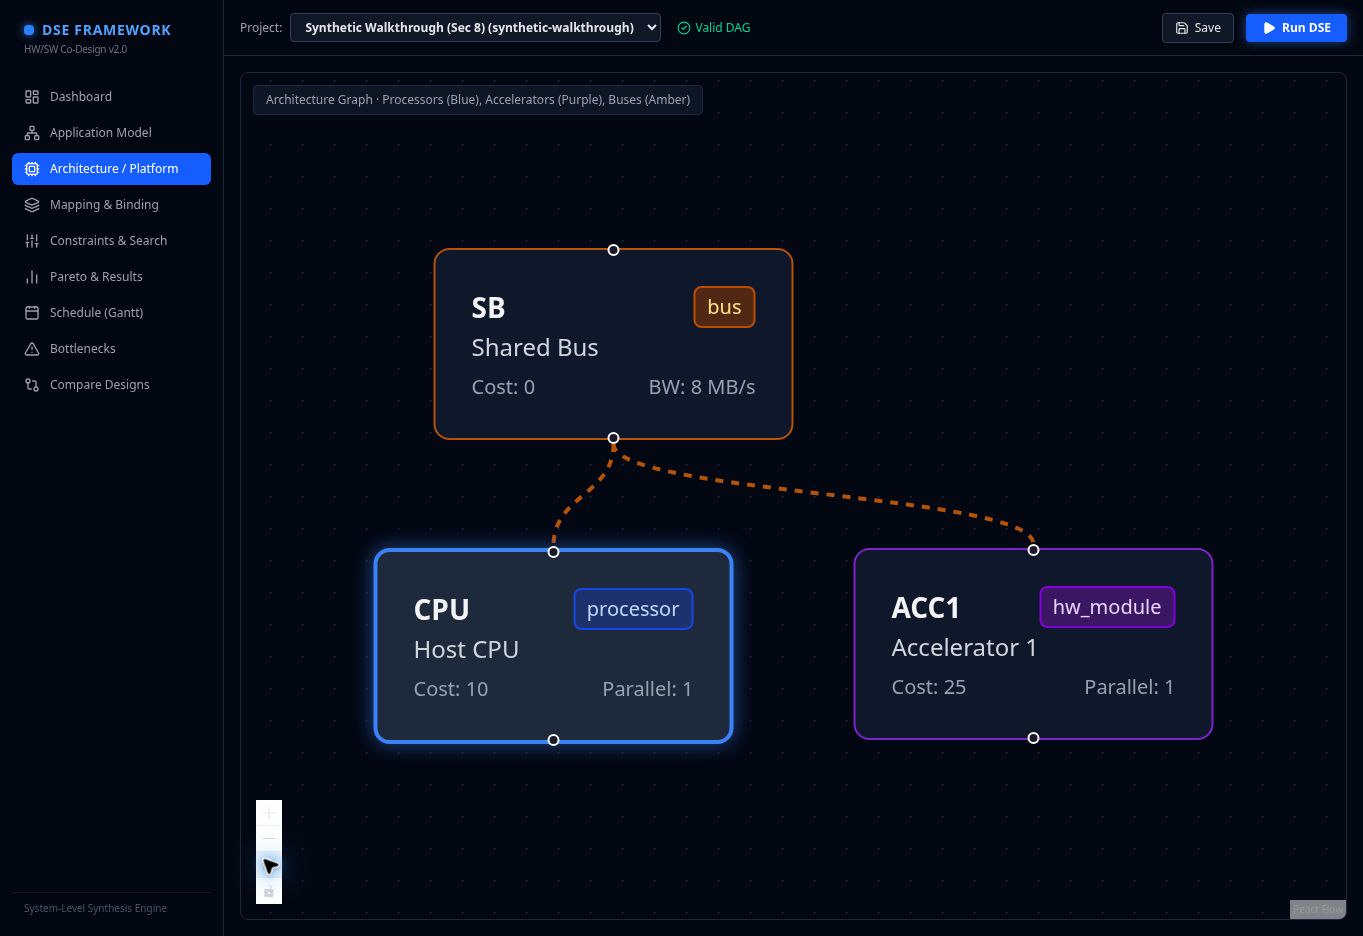 DSE FRAMEWORK
HW/SW Co-Design v2.0
Dashboard
Application Model
Architecture / Platform
Mapping & Binding
Constraints & Search
Pareto & Results
Schedule (Gantt)
Bottlenecks
Compare Designs
System-Level Synthesis Engine
Project:
Synthetic Walkthrough (Sec 8) (synthetic-walkthrough)
Valid DAG
Save
Run DSE
Architecture Graph · Processors (Blue), Accelerators (Purple), Buses (Amber)
SB
bus
Shared Bus
Cost: 0
BW: 8 MB/s
CPU
processor
Host CPU
Cost: 10
Parallel: 1
ACC1
hw_module
Accelerator 1
Cost: 25
Parallel: 1
React Flow